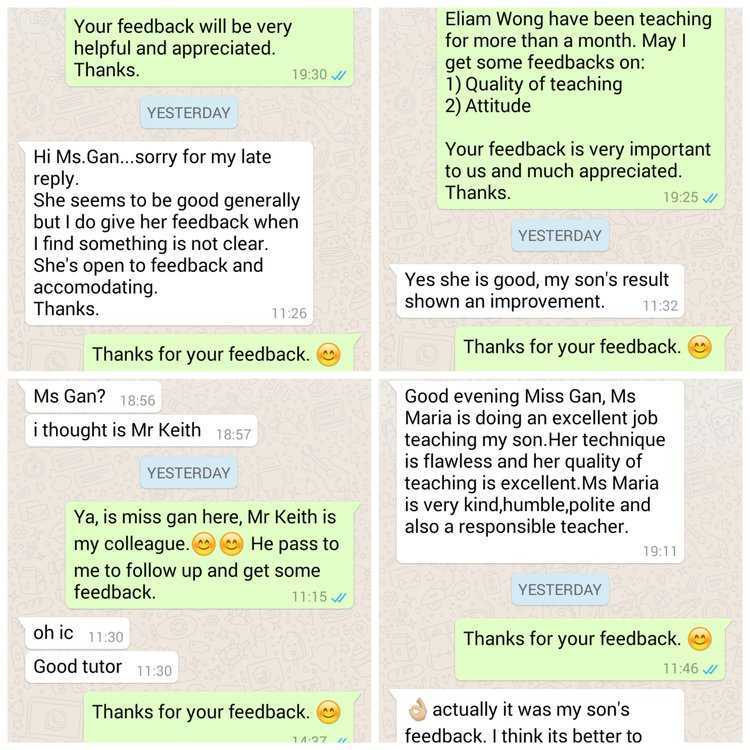 Your feedback will be very
helpful and appreciated.
Thanks.
19:30
YESTERDAY
Hi Ms.Gan...sorry for my late
reply.
She seems to be good generally
but I do give her feedback when
I find something is not clear.
She's open to feedback and
accomodating.
Thanks.
11:26
Thanks for your feedback. 😊
Eliam Wong have been teaching
for more than a month. May I
get some feedbacks on:
1) Quality of teaching
2) Attitude
Your feedback is very important
to us and much appreciated.
Thanks.
19:25
YESTERDAY
Yes she is good, my son's result
shown an improvement.
11:32
Thanks for your feedback. 😊
Ms Gan? 18:56
i thought is Mr Keith 18:57
YESTERDAY
Ya, is miss gan here, Mr Keith is
my colleague.😊 😊 He pass to
me to follow up and get some
feedback.
11:15
oh ic 11:30
Good tutor 11:30
Thanks for your feedback. 😊
14:37
Good evening Miss Gan, Ms
Maria is doing an excellent job
teaching my son.Her technique
is flawless and her quality of
teaching is excellent.Ms Maria
is very kind,humble,polite and
also a responsible teacher.
19:11
YESTERDAY
Thanks for your feedback. 😊
11:46
👌🏼 actually it was my son's
feedback. I think its better to